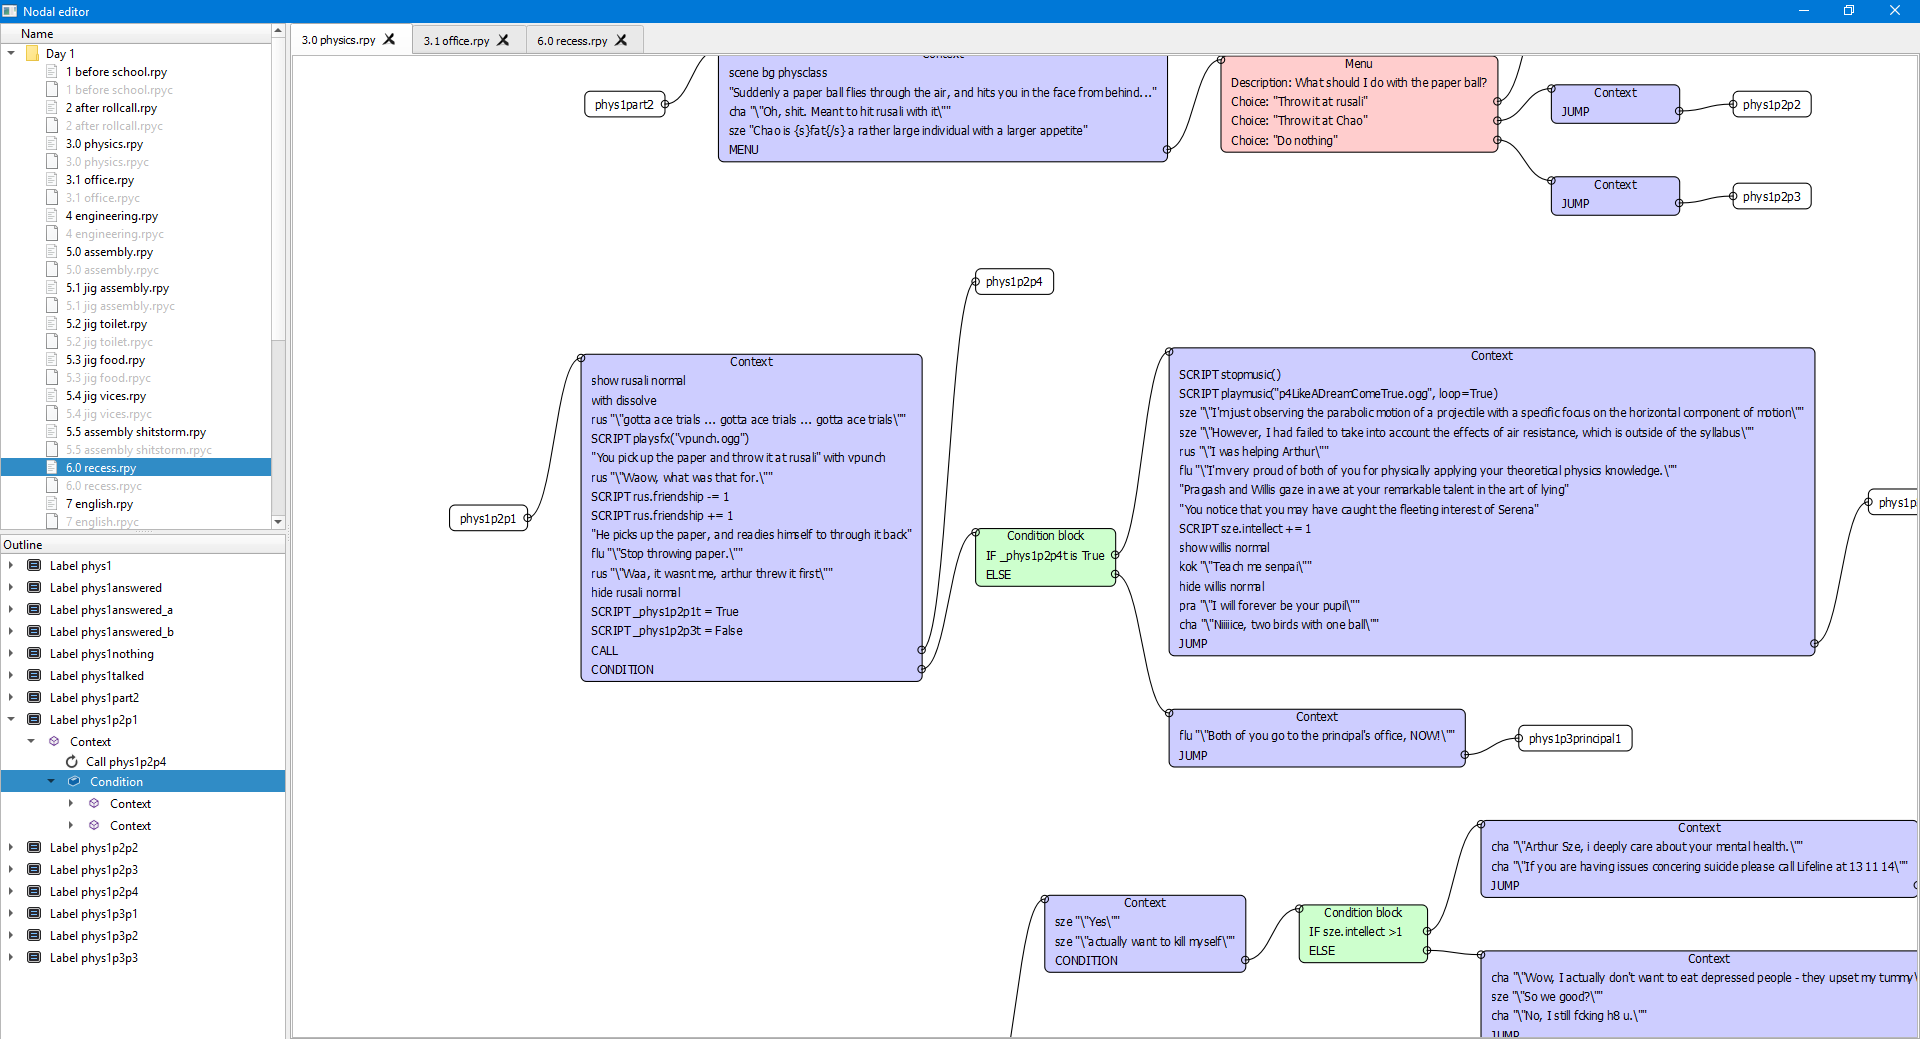 Nodal editor
Name
Day 1
1 before school.rpy
1 before school.rpyc
2 after rollcall.rpy
2 after rollcall.rpyc
3.0 physics.rpy
3.0 physics.rpyc
3.1 office.rpy
3.1 office.rpyc
4 engineering.rpy
4 engineering.rpyc
5.0 assembly.rpy
5.0 assembly.rpyc
5.1 jig assembly.rpy
5.1 jig assembly.rpyc
5.2 jig toilet.rpy
5.2 jig toilet.rpyc
5.3 jig food.rpy
5.3 jig food.rpyc
5.4 jig vices.rpy
5.4 jig vices.rpyc
5.5 assembly shitstorm.rpy
5.5 assembly shitstorm.rpyc
6.0 recess.rpy
6.0 recess.rpyc
7 english.rpy
7 english.rpyc
Outline
Label phys1
Label phys1answered
Label phys1answered_a
Label phys1answered_b
Label phys1nothing
Label phys1talked
Label phys1part2
Label phys1p2p1
Context
Call phys1p2p4
Condition
Context
Context
Label phys1p2p2
Label phys1p2p3
Label phys1p2p4
Label phys1p3p1
Label phys1p3p2
Label phys1p3p3
3.0 physics.rpy
3.1 office.rpy
6.0 recess.rpy
phys1part2
Context
scene bg physclass
"Suddenly a paper ball flies through the air, and hits you in the face from behind..."
cha "\"Oh, shit. Meant to hit rusali with it\""
sze "Chao is {s}fat{/s} a rather large individual with a larger appetite"
MENU
Menu
Description: What should I do with the paper ball?
Choice: "Throw it at rusali"
Choice: "Throw it at Chao"
Choice: "Do nothing"
Context
JUMP
phys1p2p2
Context
JUMP
phys1p2p3
phys1p2p4
phys1p2p1
Context
show rusali normal
with dissolve
rus "\"gotta ace trials ... gotta ace trials ... gotta ace trials\""
SCRIPT playsfx("vpunch.ogg")
"You pick up the paper and throw it at rusali" with vpunch
rus "\"Waow, what was that for.\""
SCRIPT rus.friendship -= 1
SCRIPT rus.friendship += 1
"He picks up the paper, and readies himself to through it back"
flu "\"Stop throwing paper.\""
rus "\"Waa, it wasnt me, arthur threw it first\""
hide rusali normal
SCRIPT _phys1p2p1t = True
SCRIPT _phys1p2p3t = False
CALL
CONDITION
Condition block
IF _phys1p2p4t is True
ELSE
Context
SCRIPT stopmusic()
SCRIPT playmusic("p4LikeADreamComeTrue.ogg", loop=True)
sze "\"I'm just observing the parabolic motion of a projectile with a specific focus on the horizontal component of motion\""
sze "\"However, I had failed to take into account the effects of air resistance, which is outside of the syllabus\""
rus "\"I was helping Arthur\""
flu "\"I'm very proud of both of you for physically applying your theoretical physics knowledge.\""
"Pragash and Willis gaze in awe at your remarkable talent in the art of lying"
"You notice that you may have caught the fleeting interest of Serena"
SCRIPT sze.intellect += 1
show willis normal
kok "\"Teach me senpai\""
hide willis normal
pra "\"I will forever be your pupil\""
cha "\"Niiiiice, two birds with one ball\""
JUMP
phys1p
Context
flu "\"Both of you go to the principal's office, NOW!\""
JUMP
phys1p3principal1
Context
sze "\"Yes\""
sze "\"actually want to kill myself\""
CONDITION
Condition block
IF sze.intellect >1
ELSE
Context
cha "\"Arthur Sze, i deeply care about your mental health.\""
cha "\"If you are having issues concering suicide please call Lifeline at 13 11 14\""
JUMP
Context
cha "\"Wow, I actually don't want to eat depressed people - they upset my tummy\
sze "\"So we good?\""
cha "\"No, I still fcking h8 u.\""
JUMP